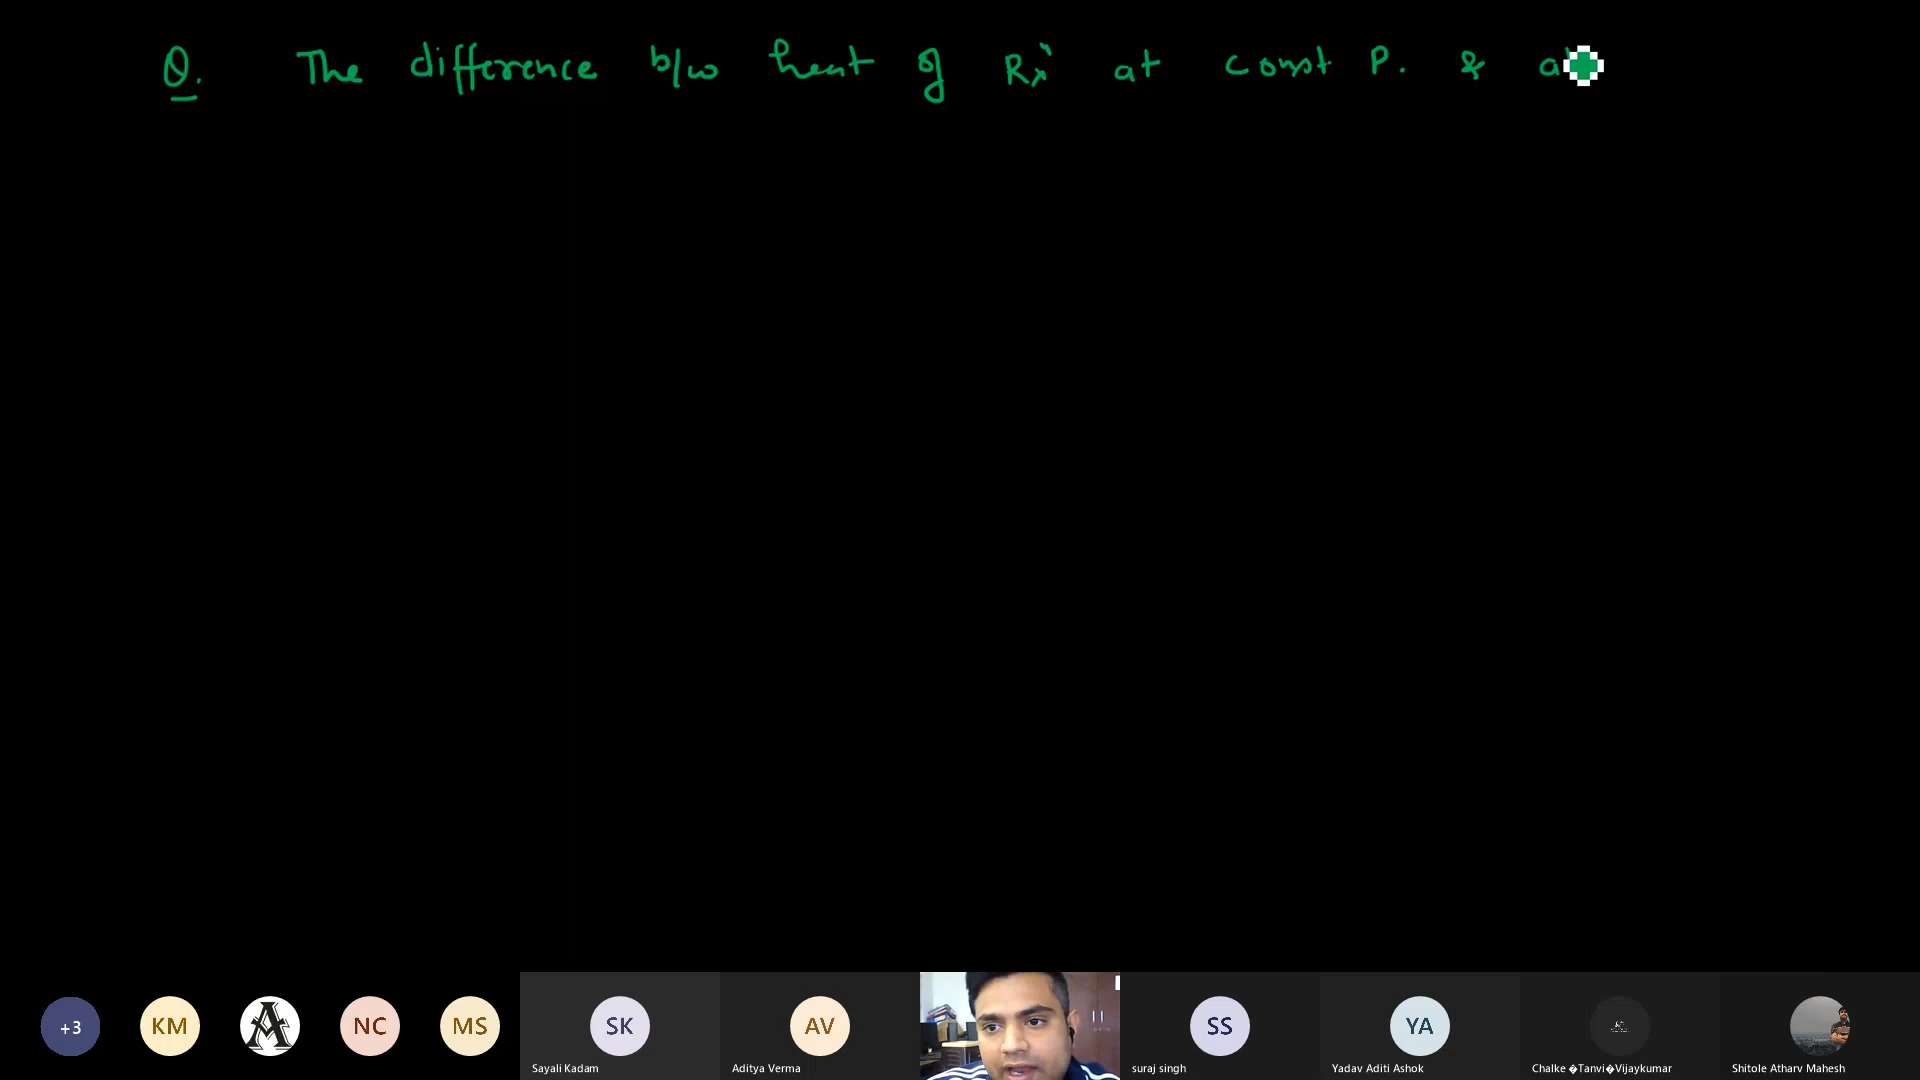 Q. The difference b/w heat of Rxⁿ at const P. & at
+3 KM NC MS SK AV SS YA
Sayali Kadam Aditya Verma suraj singh Yadav Aditi Ashok Chalke �Tanvi�Vijaykumar Shitole Atharv Mahesh